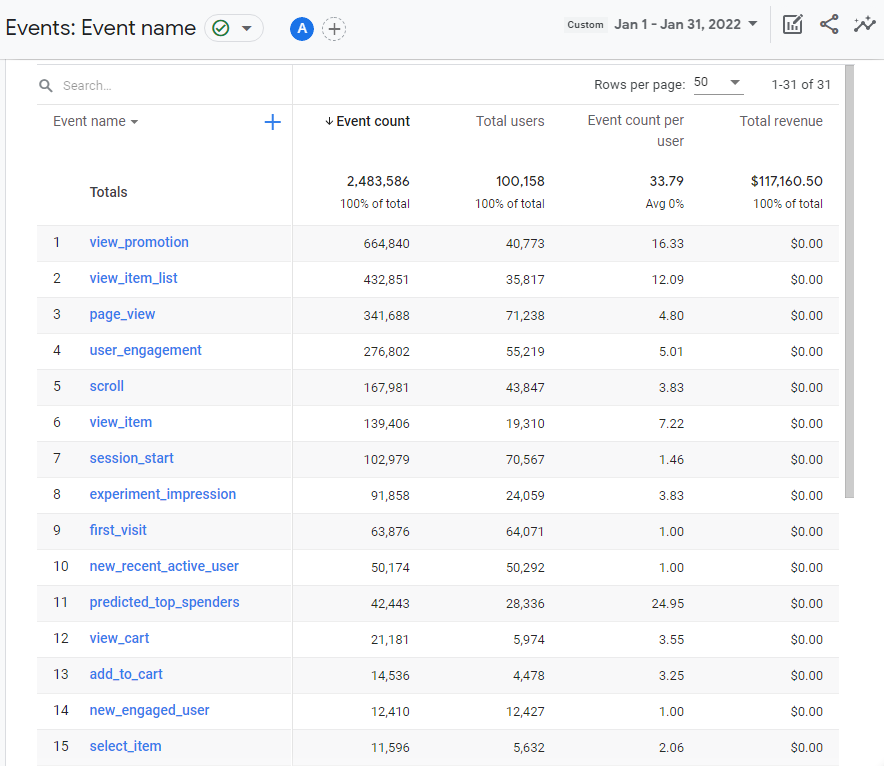 Events: Event name A Custom Jan 1 - Jan 31, 2022
Search... Rows per page: 50 1-31 of 31
Event name Event count Total users Event count per user Total revenue
Totals 2,483,586 100,158 33.79 $117,160.50
100% of total 100% of total Avg 0% 100% of total
1 view_promotion 664,840 40,773 16.33 $0.00
2 view_item_list 432,851 35,817 12.09 $0.00
3 page_view 341,688 71,238 4.80 $0.00
4 user_engagement 276,802 55,219 5.01 $0.00
5 scroll 167,981 43,847 3.83 $0.00
6 view_item 139,406 19,310 7.22 $0.00
7 session_start 102,979 70,567 1.46 $0.00
8 experiment_impression 91,858 24,059 3.83 $0.00
9 first_visit 63,876 64,071 1.00 $0.00
10 new_recent_active_user 50,174 50,292 1.00 $0.00
11 predicted_top_spenders 42,443 28,336 24.95 $0.00
12 view_cart 21,181 5,974 3.55 $0.00
13 add_to_cart 14,536 4,478 3.25 $0.00
14 new_engaged_user 12,410 12,427 1.00 $0.00
15 select_item 11,596 5,632 2.06 $0.00